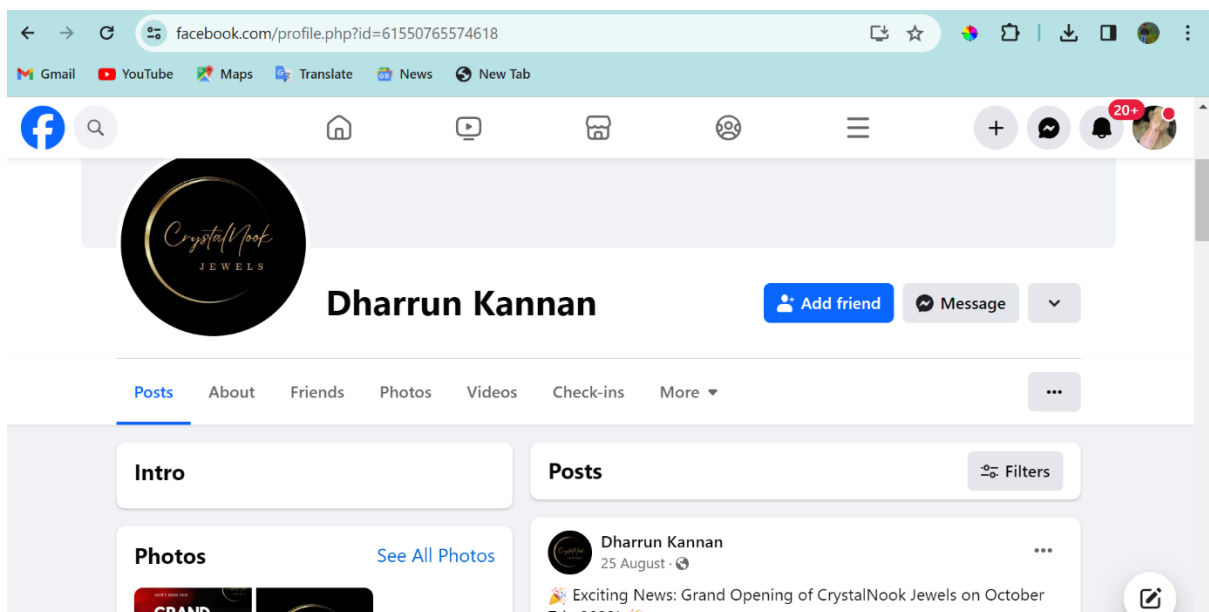 facebook.com/profile.php?id=61550765574618
Gmail YouTube Maps Translate News New Tab
20+
CrystalNook
JEWELS
Dharrun Kannan
Add friend Message
Posts About Friends Photos Videos Check-ins More
Intro
Posts Filters
Photos See All Photos
Dharrun Kannan
25 August ·
🎉 Exciting News: Grand Opening of CrystalNook Jewels on October
GRAND